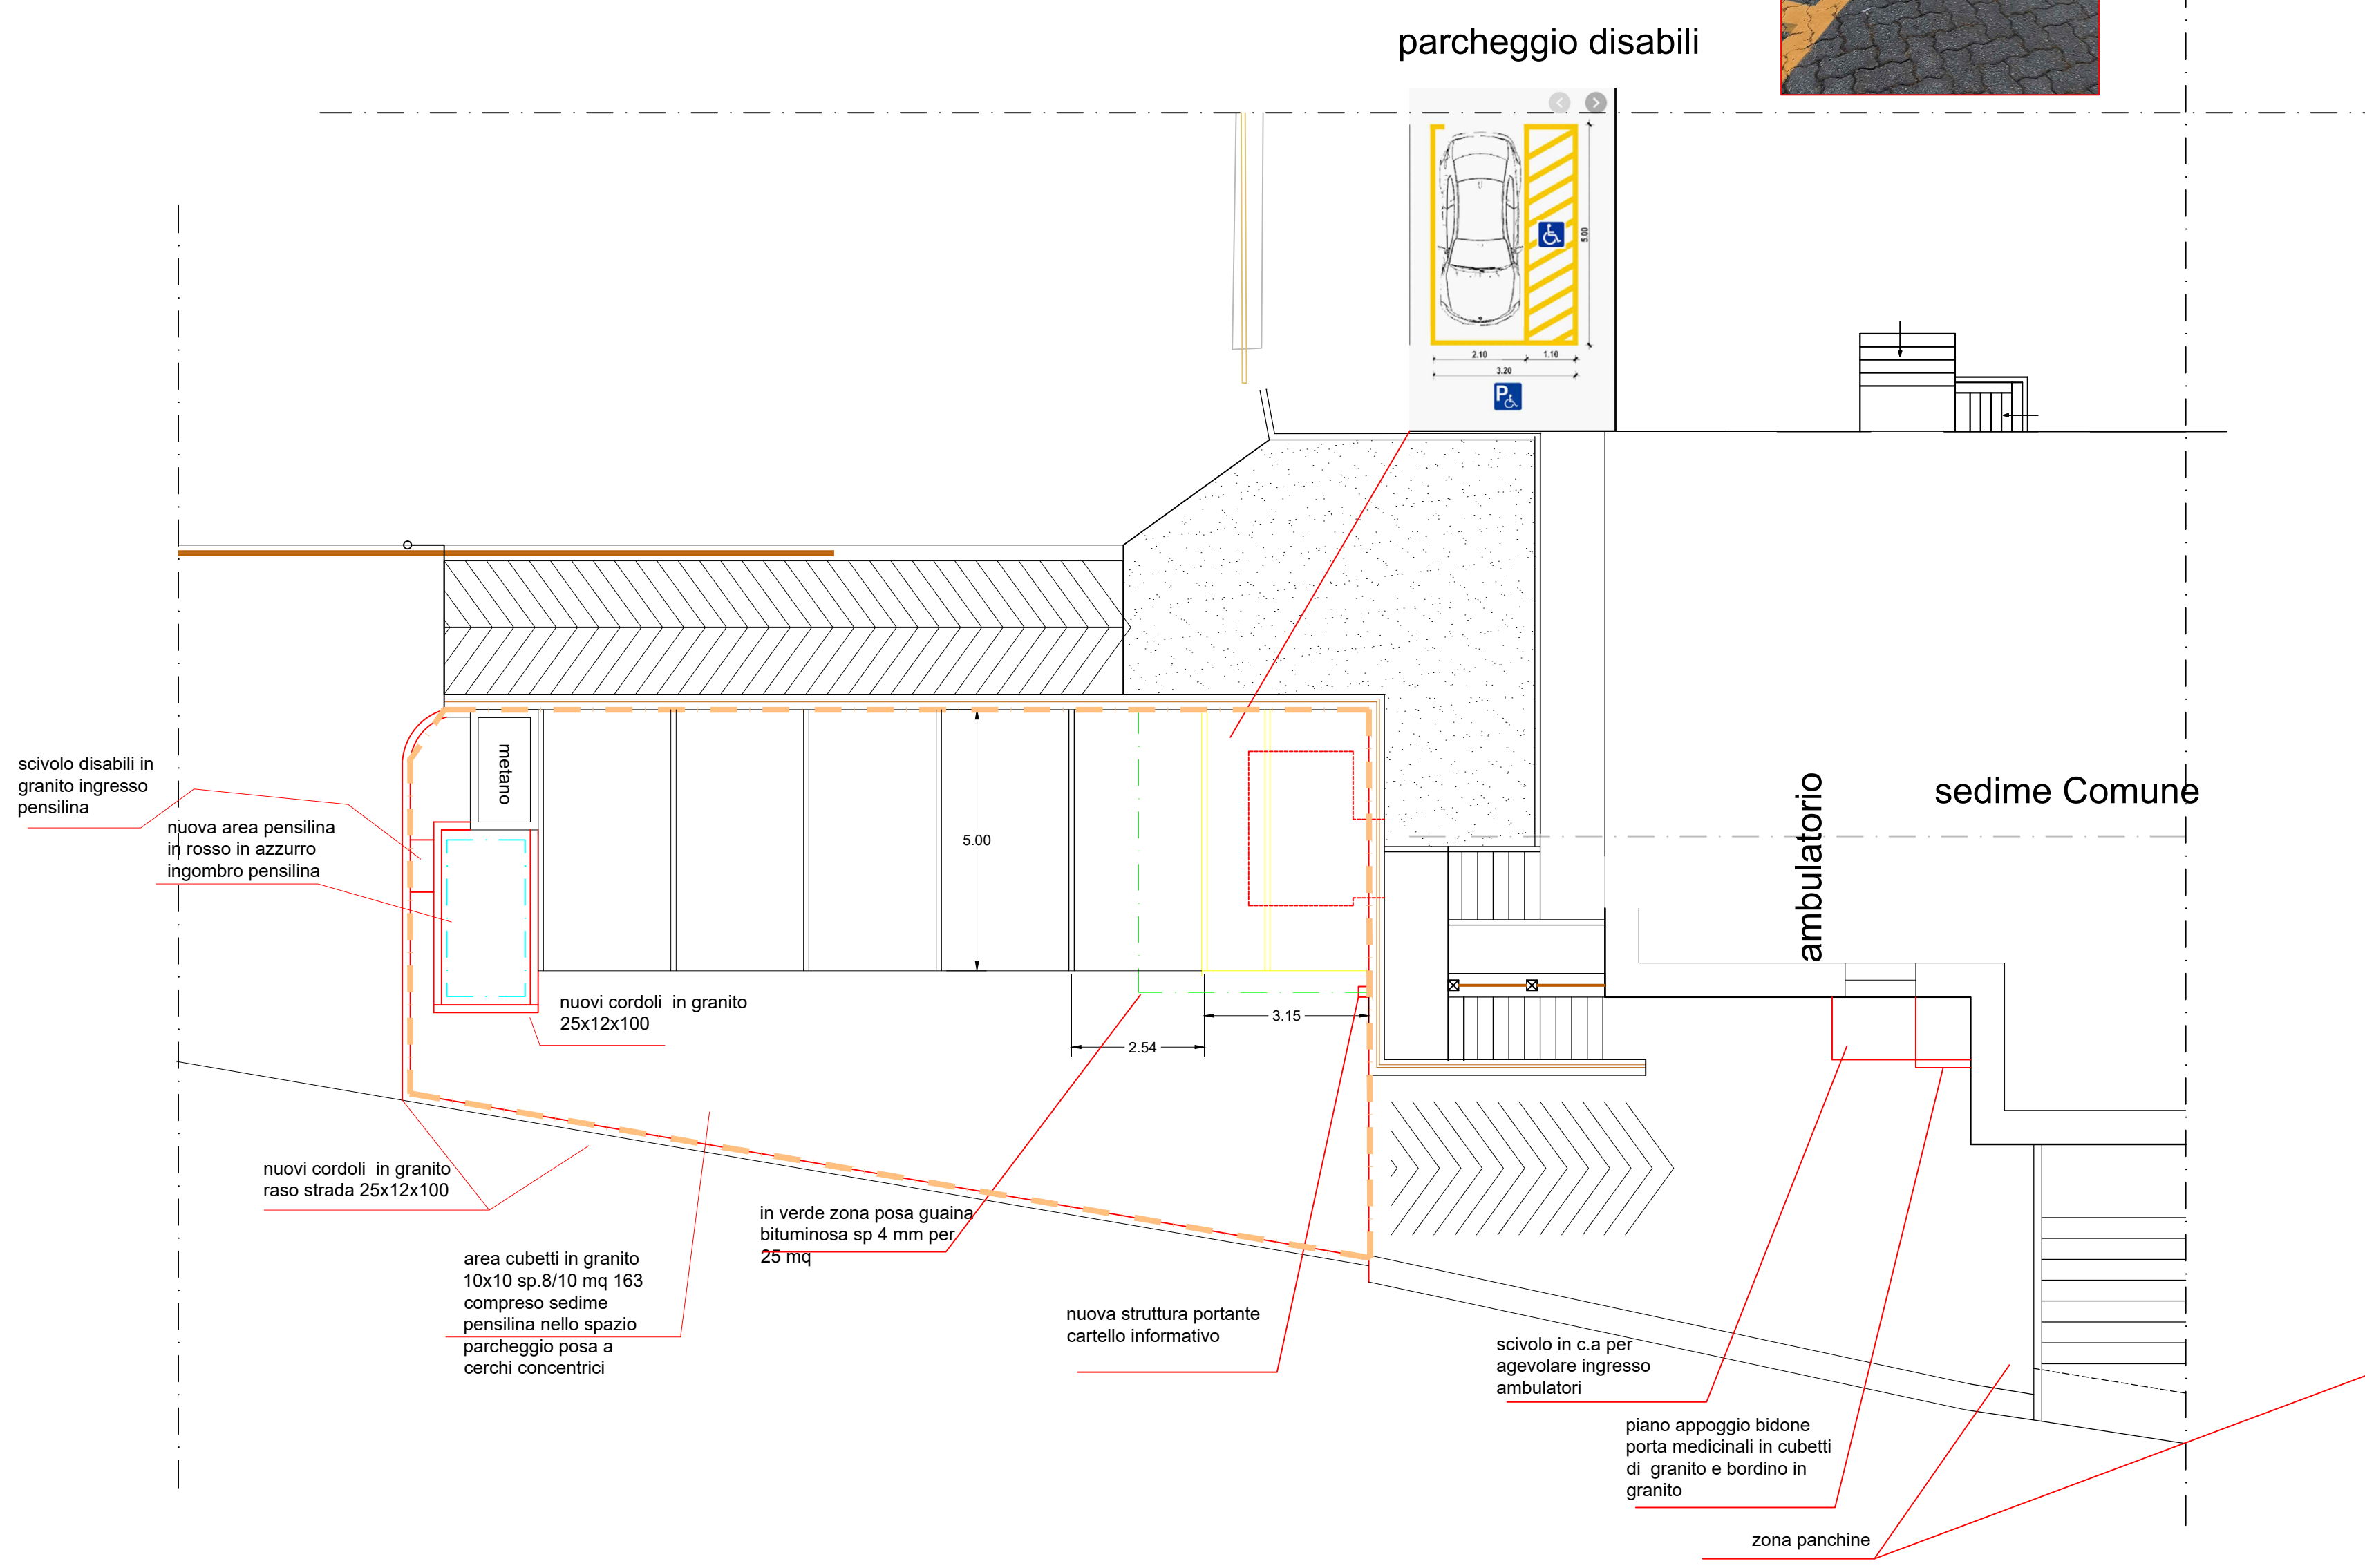 parcheggio disabili
5.00
2.10
1.10
3.20
P
metano
scivolo disabili in
granito ingresso
pensilina
nuova area pensilina
in rosso in azzurro
ingombro pensilina
5.00
ambulatorio
sedime Comune
nuovi cordoli in granito
25x12x100
3.15
2.54
nuovi cordoli in granito
raso strada 25x12x100
in verde zona posa guaina
bituminosa sp 4 mm per
25 mq
area cubetti in granito
10x10 sp.8/10 mq 163
compreso sedime
pensilina nello spazio
parcheggio posa a
cerchi concentrici
nuova struttura portante
cartello informativo
scivolo in c.a per
agevolare ingresso
ambulatori
piano appoggio bidone
porta medicinali in cubetti
di granito e bordino in
granito
zona panchine